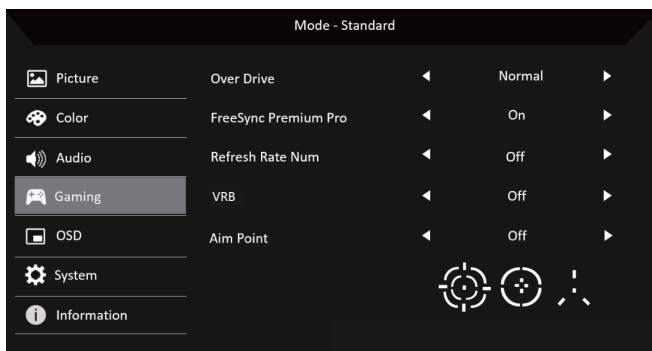 Mode - Standard
Picture
Color
Audio
Gaming
OSD
System
Information
Over Drive Normal
FreeSync Premium Pro On
Refresh Rate Num Off
VRB Off
Aim Point Off